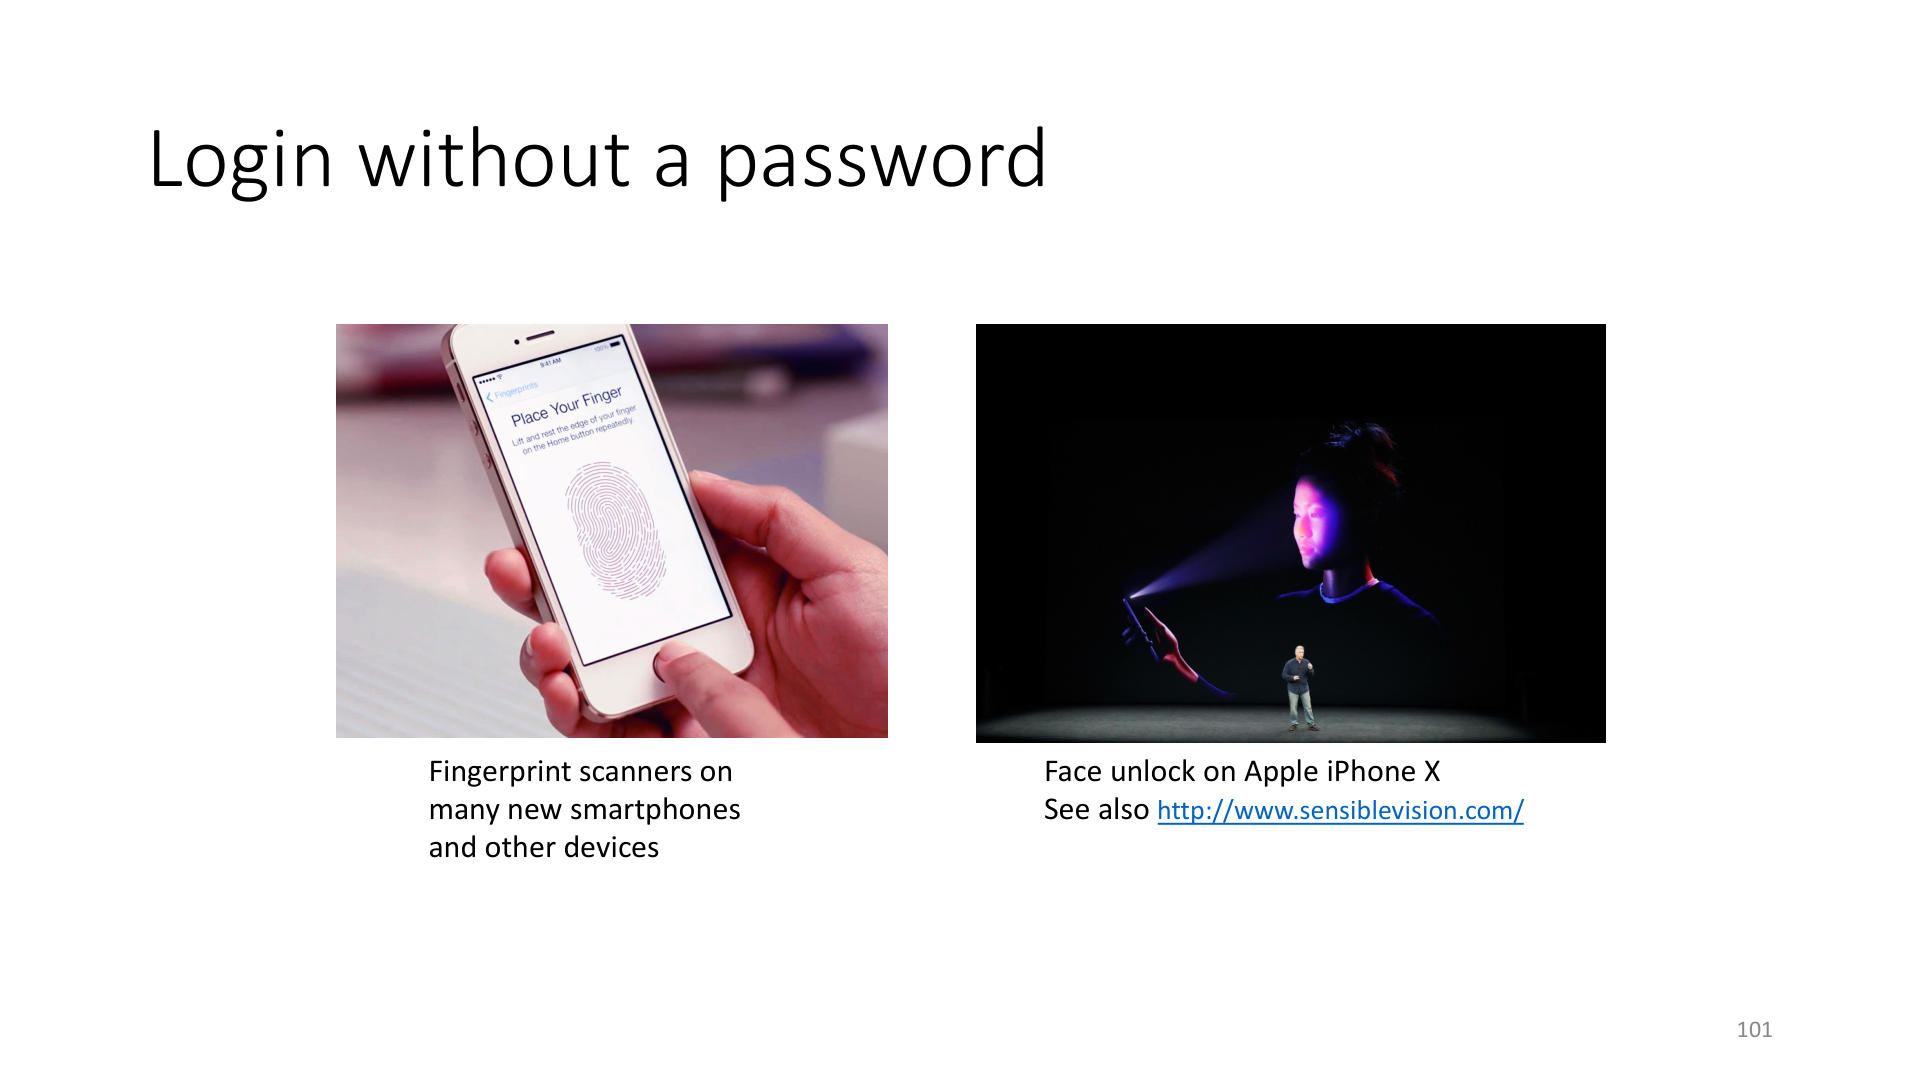 Login without a password
9:41 AM
100%
Fingerprints
Place Your Finger
Lift and rest the edge of your finger
on the Home button repeatedly.
Fingerprint scanners on
many new smartphones
and other devices
Face unlock on Apple iPhone X
See also http://www.sensiblevision.com/
101